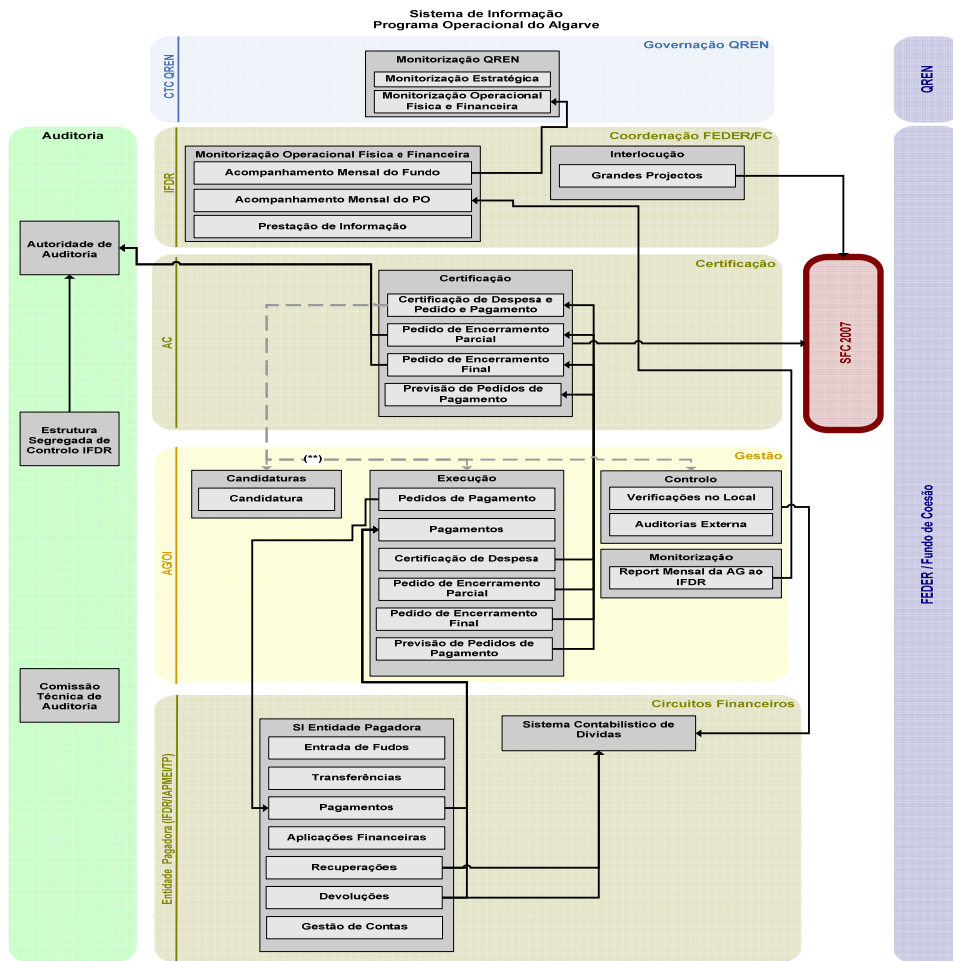 Sistema de Informação
Programa Operacional do Algarve
Governação QREN
CTC QREN
Monitorização QREN
Monitorização Estratégica
Monitorização Operacional
Fisica e Financeira
QREN
Auditoria
Autoridade de
Auditoria
Estrutura
Segregada de
Controlo IFDR
Comissão
Técnica de
Auditoria
Coordenação FEDER/FC
IFDR
Monitorização Operacional Fisica e Financeira
Acompanhamento Mensal do Fundo
Acompanhamento Mensal do PO
Prestação de Informação
Interlocução
Grandes Projectos
Certificação
AC
Certificação
Certificação de Despesa e
Pedido e Pagamento
Pedido de Encerramento
Parcial
Pedido de Encerramento
Final
Previsão de Pedidos de
Pagamento
SFC 2007
FEDER / Fundo de Coesão
Gestão
AG/OI
(**)
Candidaturas
Candidatura
Execução
Pedidos de Pagamento
Pagamentos
Certificação de Despesa
Pedido de Encerramento
Parcial
Pedido de Encerramento
Final
Previsão de Pedidos de
Pagamento
Controlo
Verificações no Local
Auditorias Externa
Monitorização
Report Mensal da AG ao
IFDR
Circuitos Financeiros
Entidade Pagadora (IFDR/IAPMEI/TP)
SI Entidade Pagadora
Entrada de Fudos
Transferências
Pagamentos
Aplicações Financeiras
Recuperações
Devoluções
Gestão de Contas
Sistema Contabilistico de
Dividas